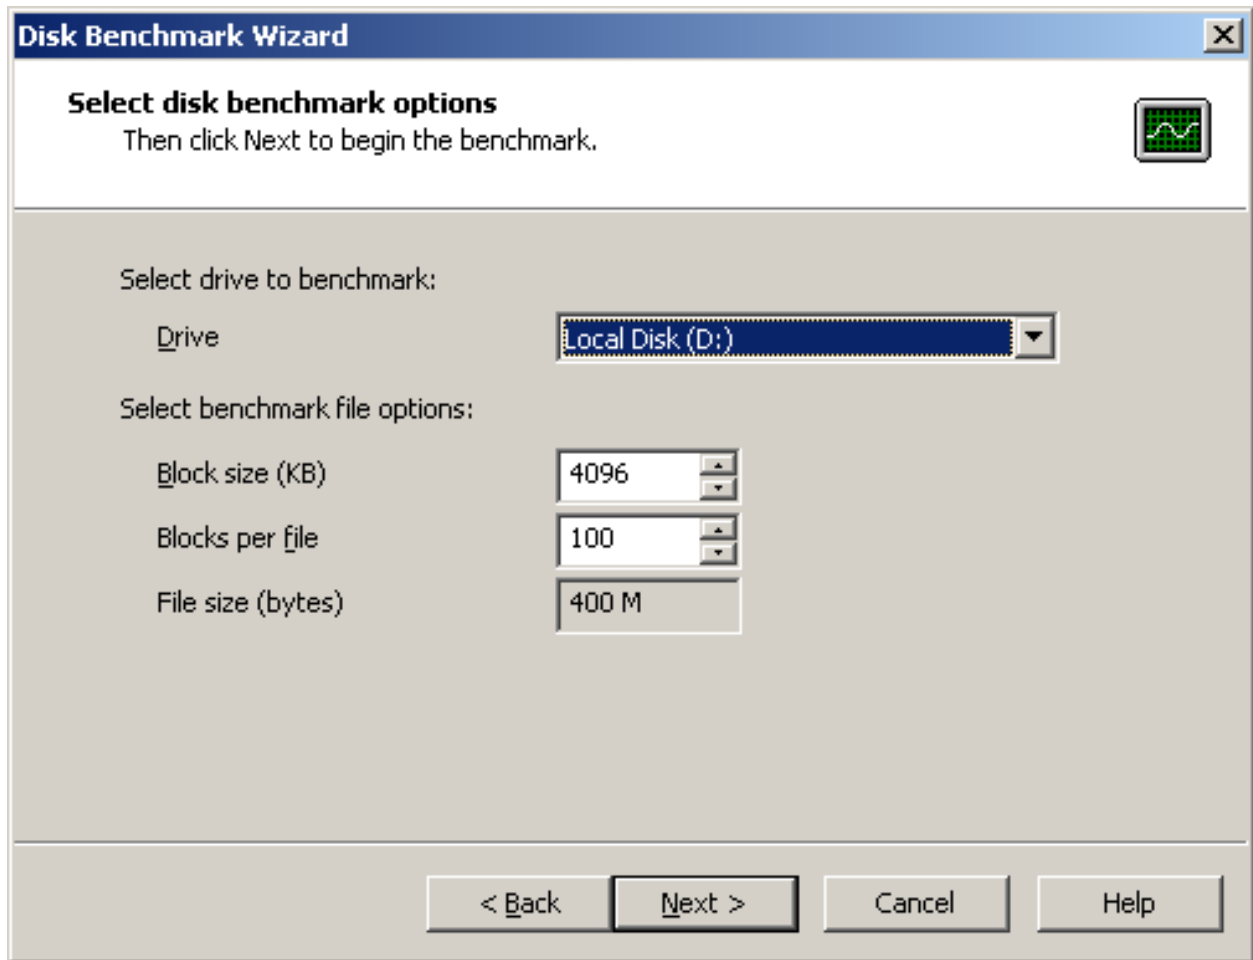 Disk Benchmark Wizard
Select disk benchmark options
Then click Next to begin the benchmark.
Select drive to benchmark:
Drive Local Disk (D:)
Select benchmark file options:
Block size (KB) 4096
Blocks per file 100
File size (bytes) 400 M
< Back Next > Cancel Help